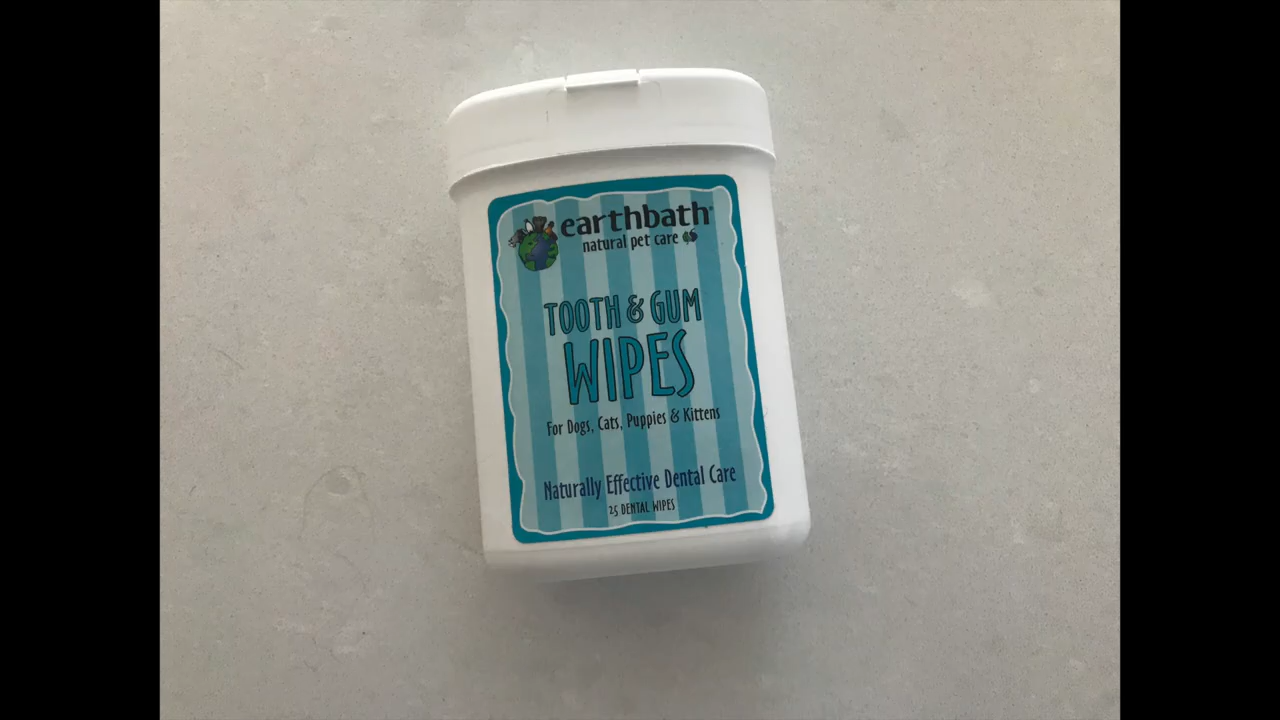 earthbath®
natural pet care
TOOTH & GUM
WIPES
For Dogs, Cats, Puppies & Kittens
Naturally Effective Dental Care
25 DENTAL WIPES